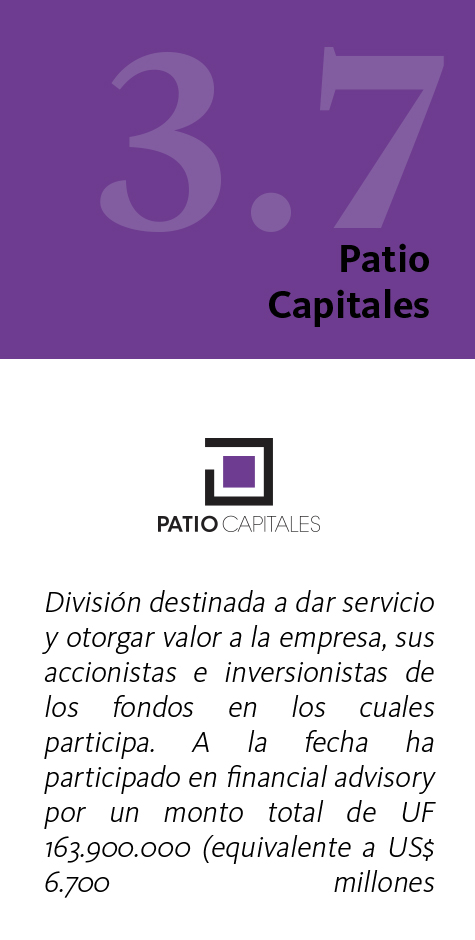 3.7
Patio
Capitales
PATIO CAPITALES
División destinada a dar servicio
y otorgar valor a la empresa, sus
accionistas e inversionistas de
los fondos en los cuales
participa. A la fecha ha
participado en financial advisory
por un monto total de UF
163.900.000 (equivalente a US$
6.700 millones